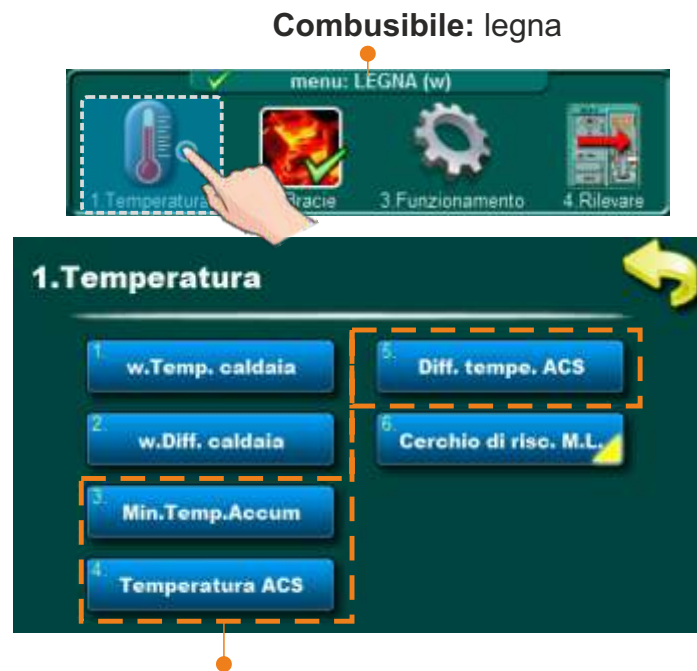 Combusibile: legna
menu: LEGNA (w)
1.Temperatura
Bracie
3.Funzionamento
4.Rilevare
1.Temperatura
1.
w.Temp. caldaia
2.
w.Diff. caldaia
3.
Min.Temp.Accum
4.
Temperatura ACS
5.
Diff. tempe. ACS
6.
Cerchio di risc. M.L.